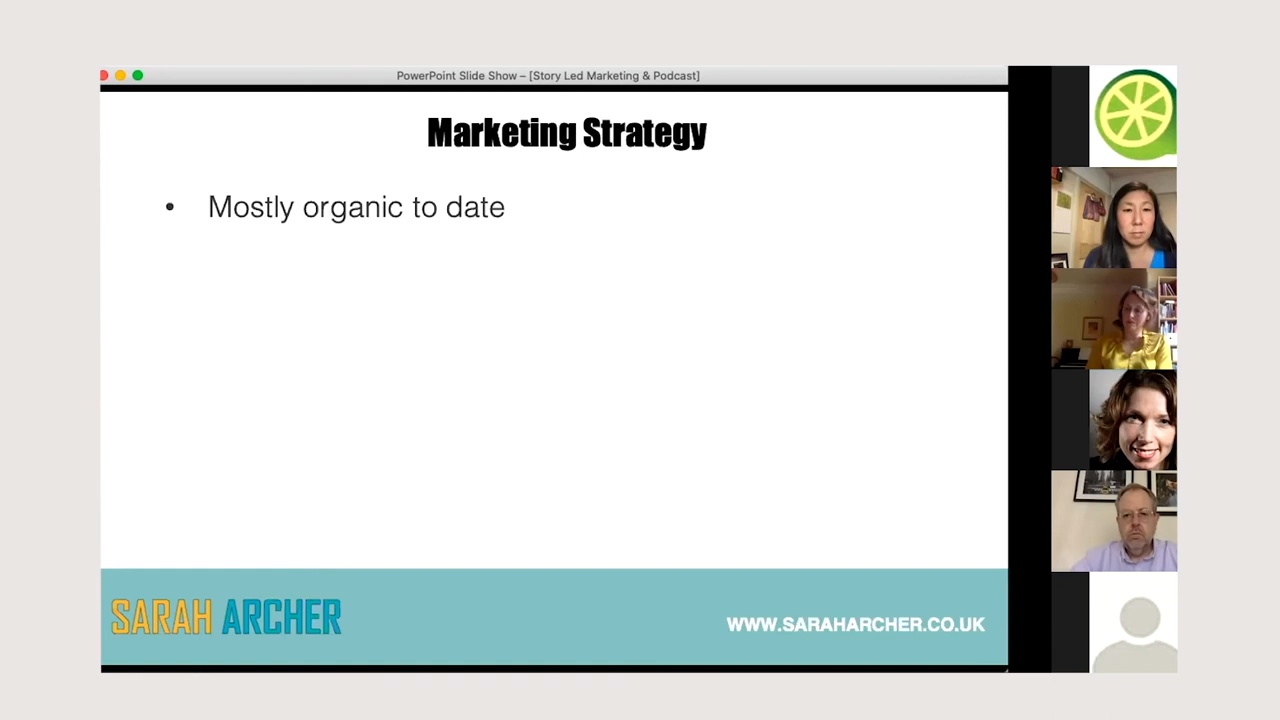 PowerPoint Slide Show – [Story Led Marketing & Podcast]
Marketing Strategy
• Mostly organic to date
SARAH ARCHER
WWW.SARAHARCHER.CO.UK